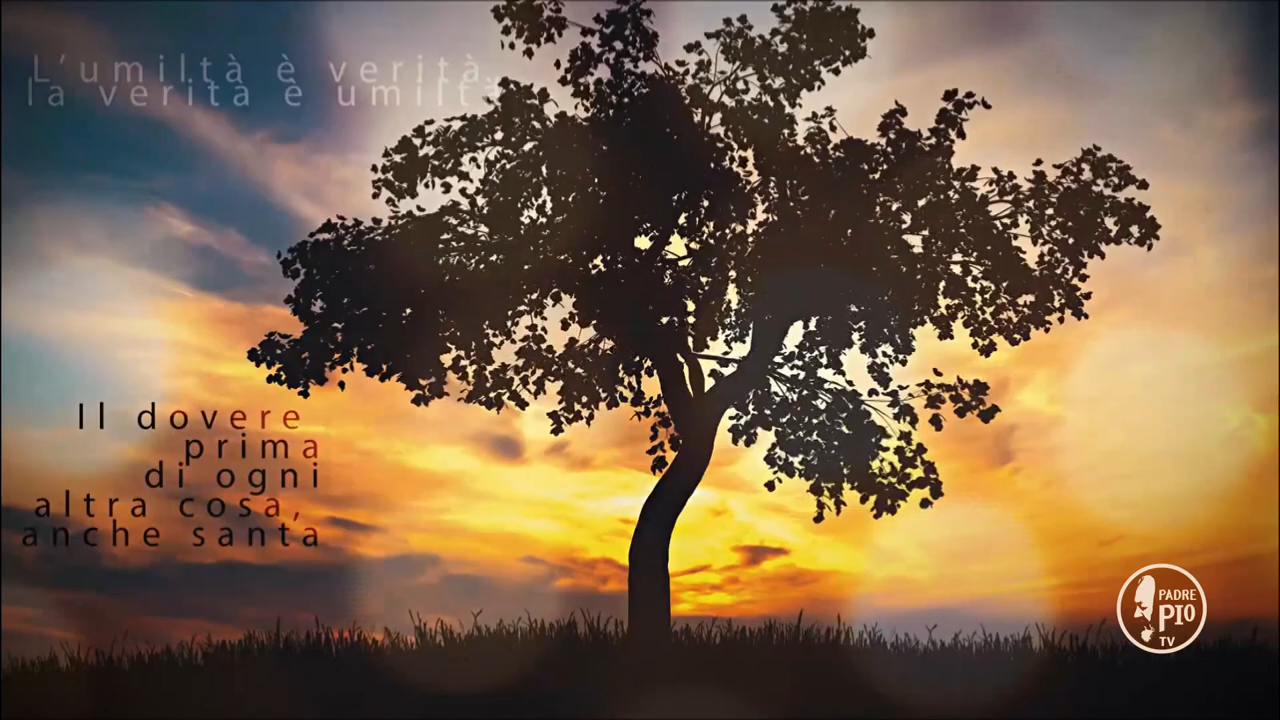 L'umiltà è verità,
la verità è umiltà
Il dovere
prima
di ogni
altra cosa,
anche santa
PADRE
PIO
TV